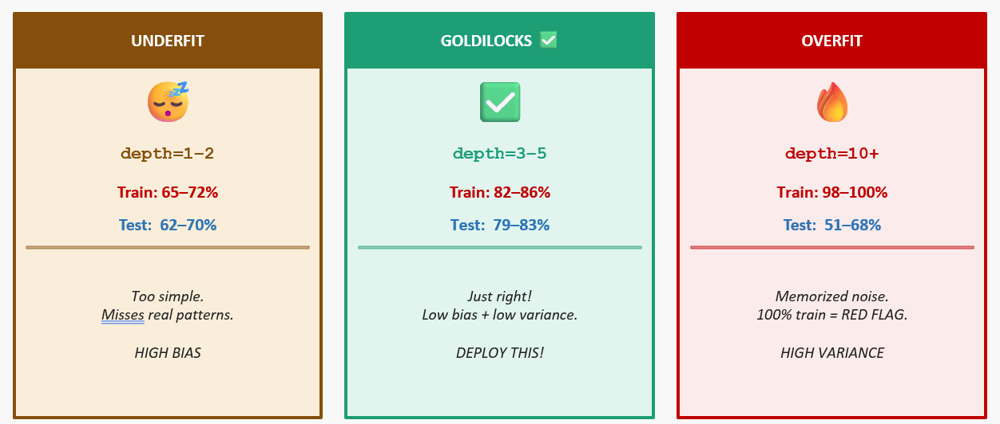 UNDERFIT
depth=1–2
Train: 65–72%
Test: 62–70%
Too simple.
Misses real patterns.
HIGH BIAS
GOLDILOCKS ✅
depth=3–5
Train: 82–86%
Test: 79–83%
Just right!
Low bias + low variance.
DEPLOY THIS!
OVERFIT
depth=10+
Train: 98–100%
Test: 51–68%
Memorized noise.
100% train = RED FLAG.
HIGH VARIANCE